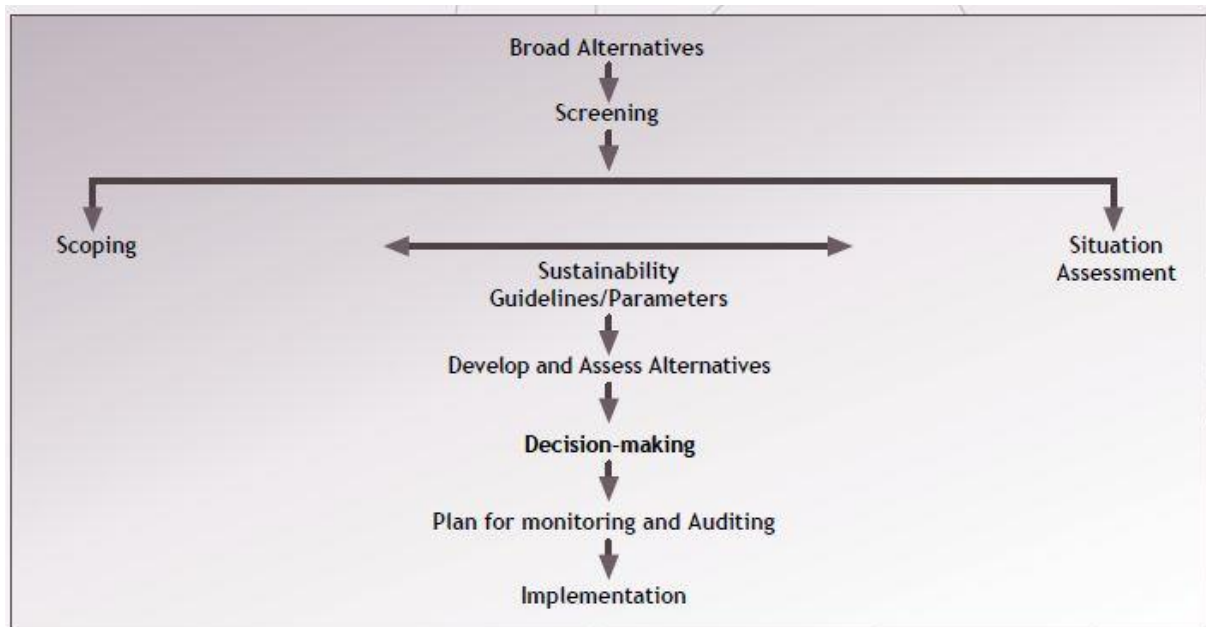 Broad Alternatives
Screening
Scoping
Situation
Assessment
Sustainability
Guidelines/Parameters
Develop and Assess Alternatives
Decision-making
Plan for monitoring and Auditing
Implementation